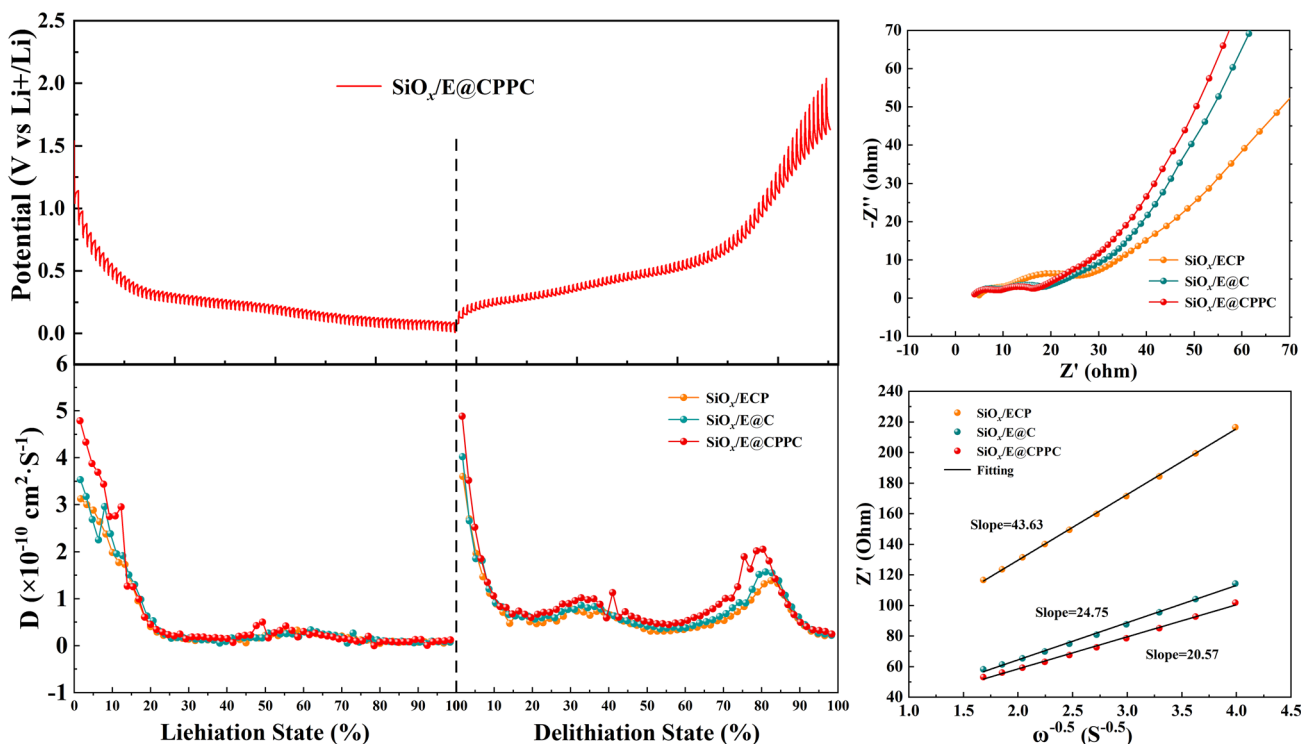 Potential (V vs Li+/Li)
2.5
2.0
1.5
1.0
0.5
0.0
SiOx/E@CPPC
D (×10-10 cm2·S-1)
6
5
4
3
2
1
0
-1
SiOx/ECP
SiOx/E@C
SiOx/E@CPPC
0 10 20 30 40 50 60 70 80 90 100 10 20 30 40 50 60 70 80 90 100
Liehiation State (%)
Delithiation State (%)
-Z'' (ohm)
70
60
50
40
30
20
10
0
-10
SiOx/ECP
SiOx/E@C
SiOx/E@CPPC
-10 0 10 20 30 40 50 60 70
Z' (ohm)
Z' (Ohm)
240
220
200
180
160
140
120
100
80
60
40
SiOx/ECP
SiOx/E@C
SiOx/E@CPPC
Fitting
Slope=43.63
Slope=24.75
Slope=20.57
1.0 1.5 2.0 2.5 3.0 3.5 4.0 4.5
ω-0.5 (S-0.5)